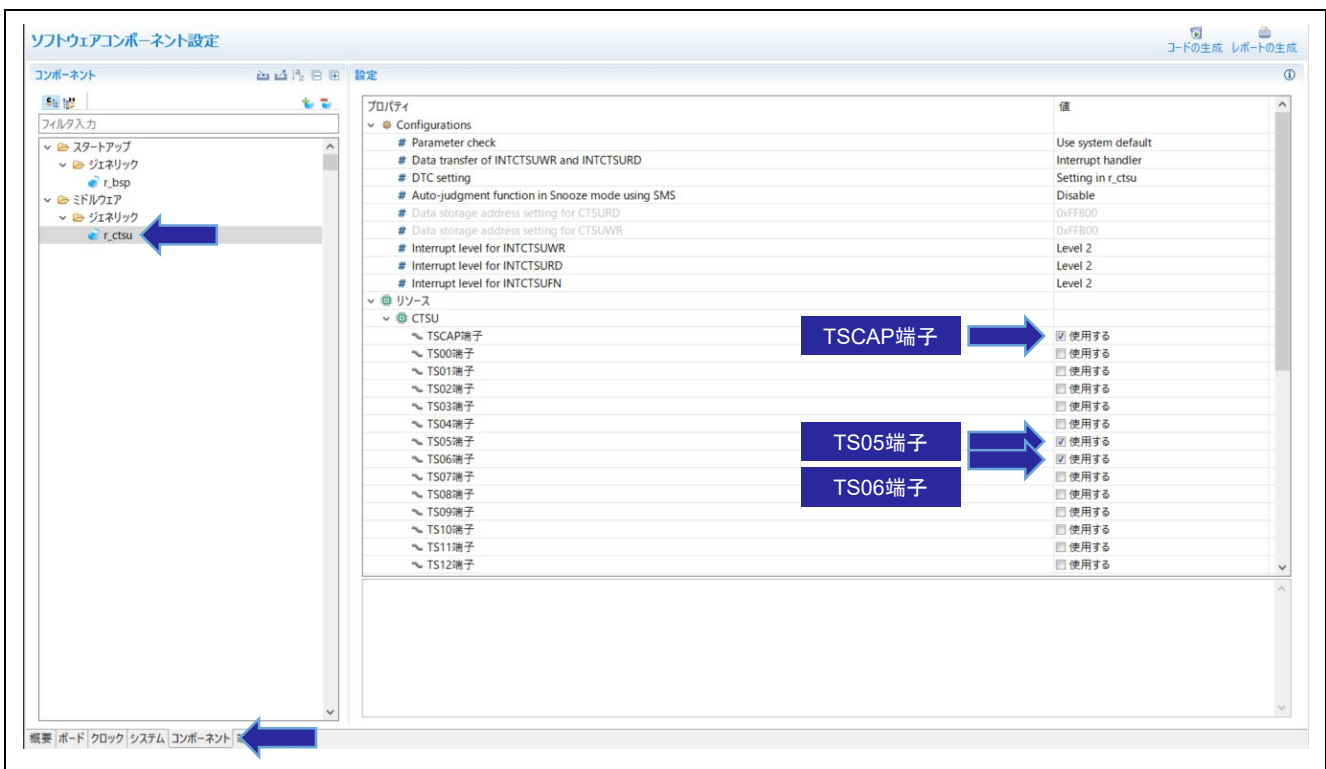 ソフトウェアコンポーネント設定
コードの生成 レポートの生成
コンポーネント
設定
フィルタ入力
スタートアップ
ジェネリック
r_bsp
ミドルウェア
ジェネリック
r_ctsu
プロパティ 値
Configurations
# Parameter check Use system default
# Data transfer of INTCTSUWR and INTCTSURD Interrupt handler
# DTC setting Setting in r_ctsu
# Auto-judgment function in Snooze mode using SMS Disable
# Data storage address setting for CTSURD 0xFF800
# Data storage address setting for CTSUWR 0xFFB00
# Interrupt level for INTCTSUWR Level 2
# Interrupt level for INTCTSURD Level 2
# Interrupt level for INTCTSUFN Level 2
リソース
CTSU
TSCAP端子 使用する
TS00端子 使用する
TS01端子 使用する
TS02端子 使用する
TS03端子 使用する
TS04端子 使用する
TS05端子 使用する
TS06端子 使用する
TS07端子 使用する
TS08端子 使用する
TS09端子 使用する
TS10端子 使用する
TS11端子 使用する
TS12端子 使用する
TSCAP端子
TS05端子
TS06端子
概要 ボード クロック システム コンポーネント